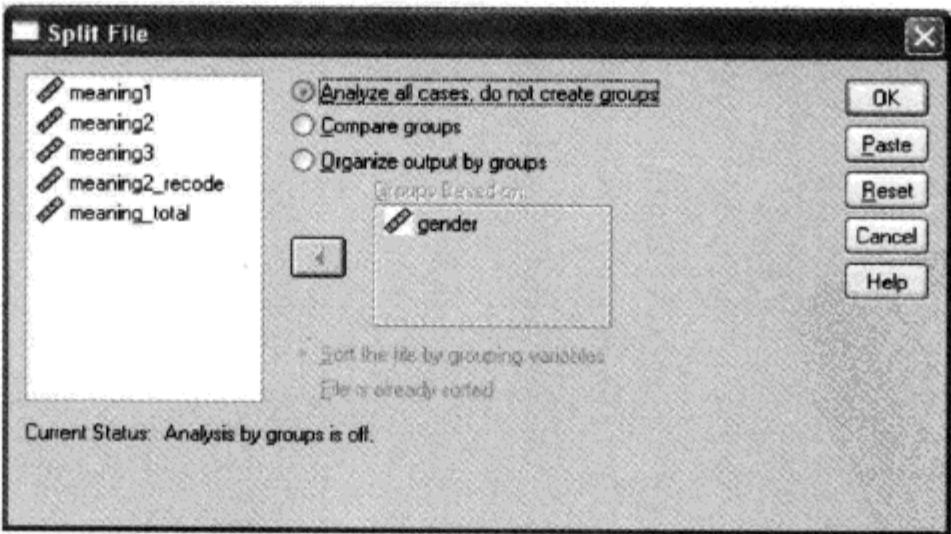 Split File
meaning1
meaning2
meaning3
meaning2_recode
meaning_total
Analyze all cases, do not create groups
Compare groups
Organize output by groups
Groups Based on:
gender
Sort the file by grouping variables
File is already sorted
Current Status: Analysis by groups is off.
OK
Paste
Reset
Cancel
Help